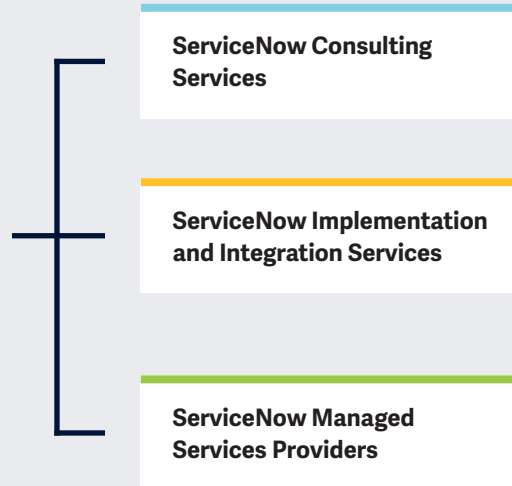 ServiceNow Consulting
Services
ServiceNow Implementation
and Integration Services
ServiceNow Managed
Services Providers